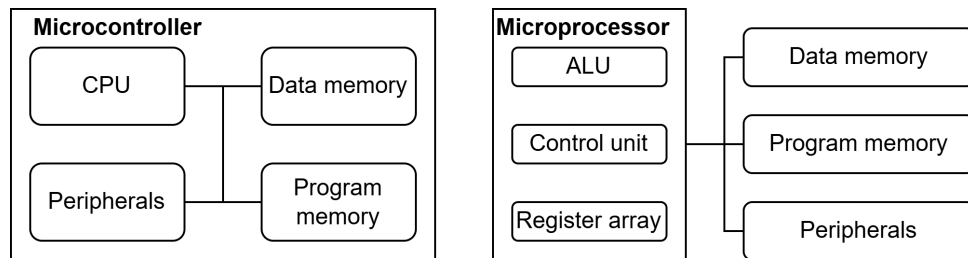 Microcontroller
CPU
Data memory
Peripherals
Program
memory
Microprocessor
ALU
Control unit
Register array
Data memory
Program memory
Peripherals